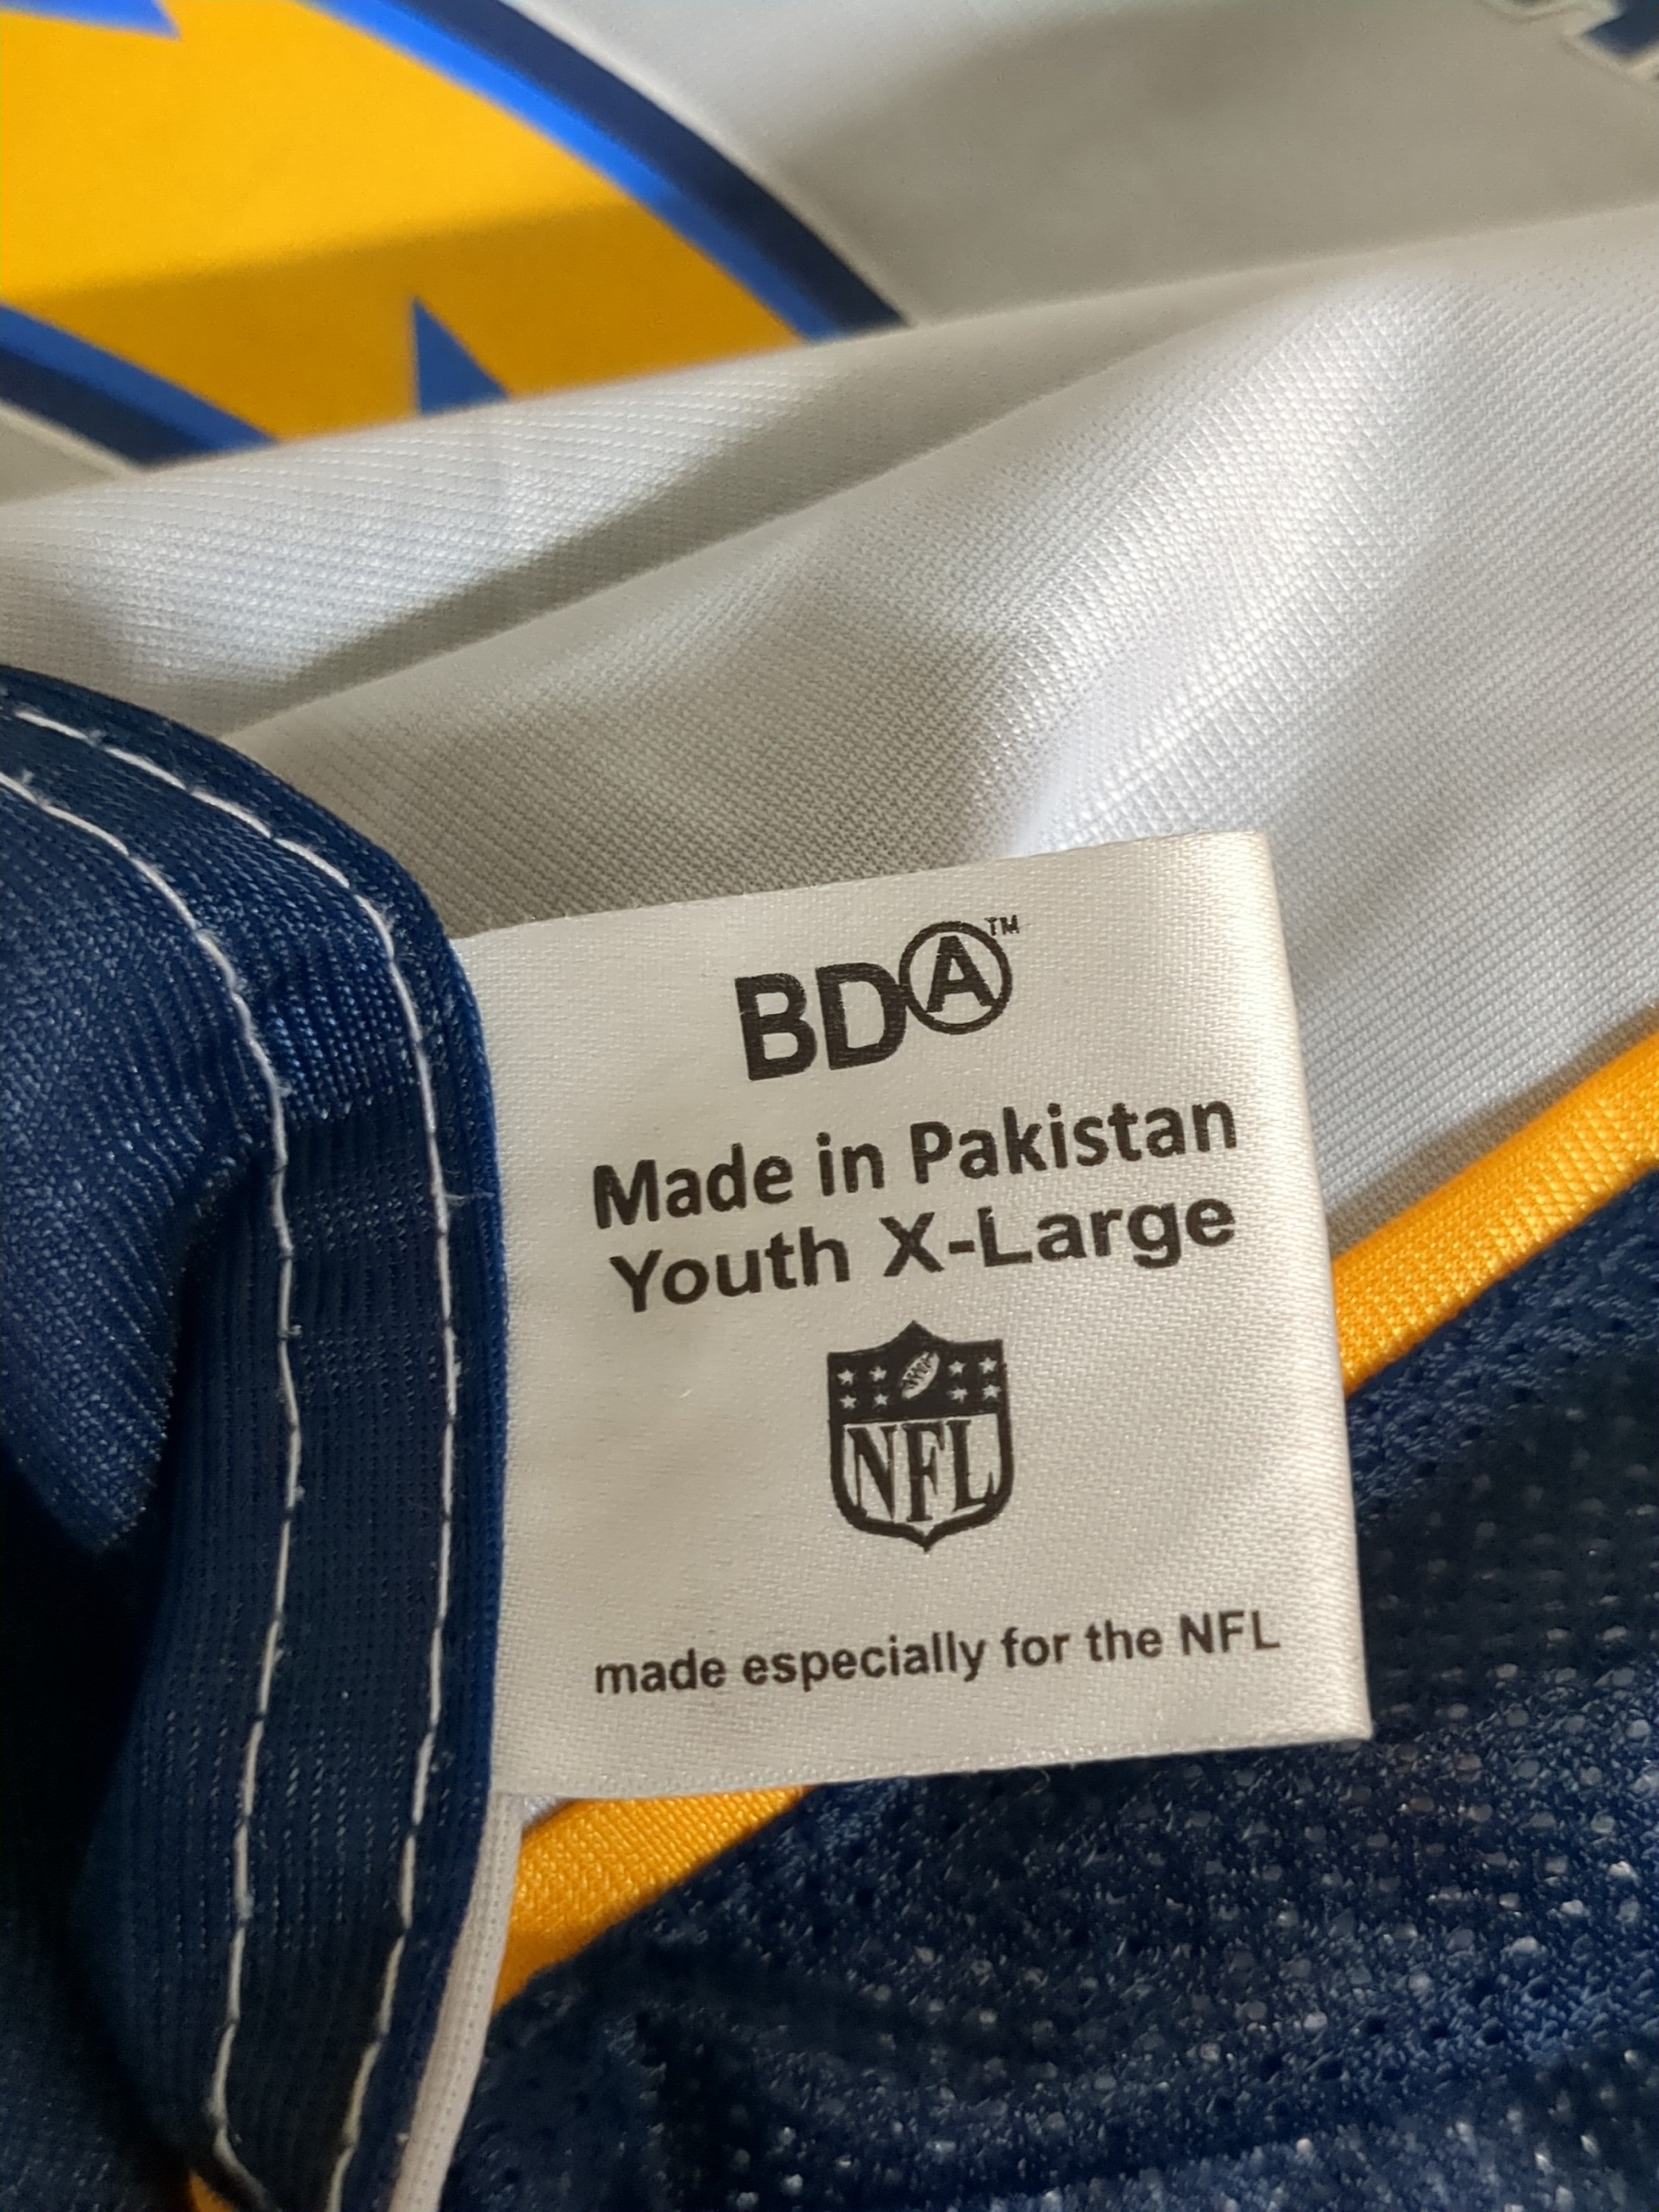 BDA™
Made in Pakistan
Youth X-Large
NFL
made especially for the NFL